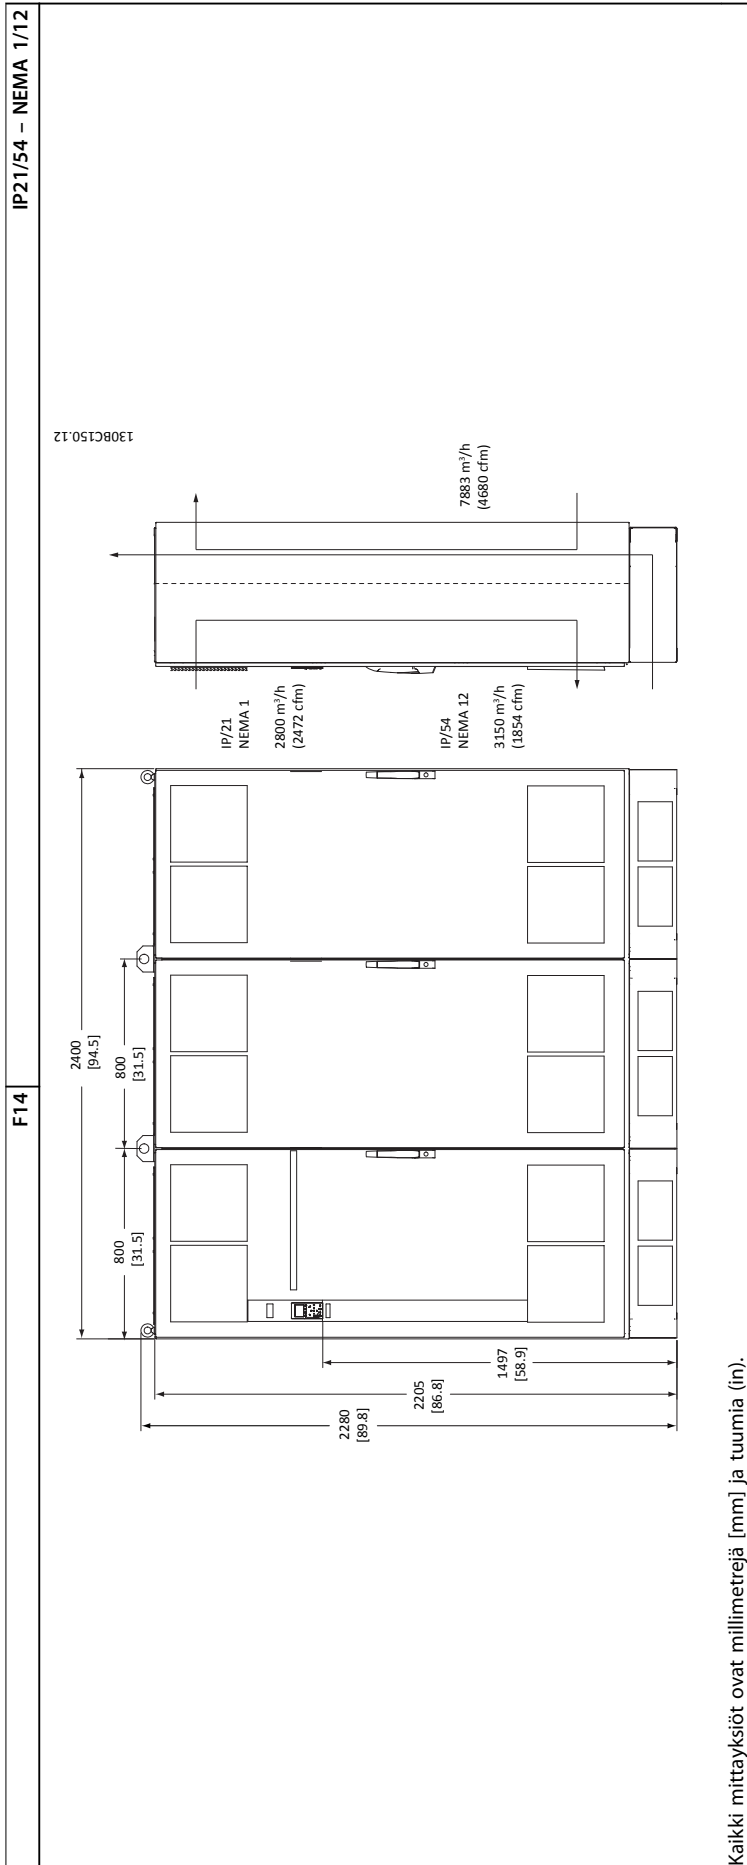 F14
IP21/54 – NEMA 1/12
130BC150.12
2400
[94.5]
800
[31.5]
800
[31.5]
2280
[89.8]
2205
[86.8]
1497
[58.9]
IP/21
NEMA 1
2800 m³/h
(2472 cfm)
IP/54
NEMA 12
3150 m³/h
(1854 cfm)
7883 m³/h
(4680 cfm)
Kaikki mittayksiöt ovat millimetrejä [mm] ja tuumia (in).